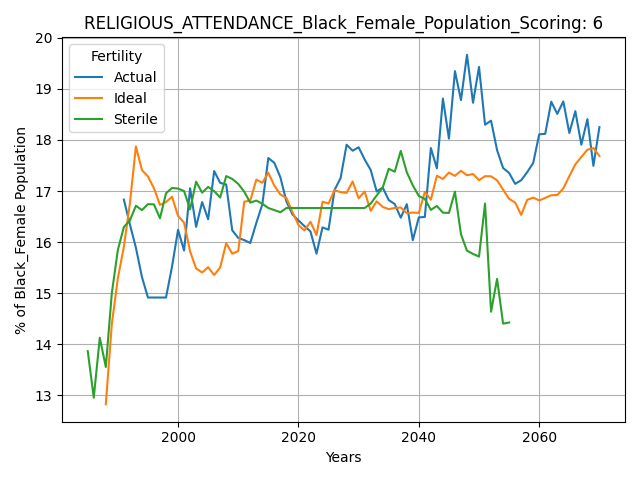 RELIGIOUS_ATTENDANCE_Black_Female_Population_Scoring: 6
Fertility
Actual
Ideal
Sterile
% of Black_Female Population
20
19
18
17
16
15
14
13
2000 2020 2040 2060
Years